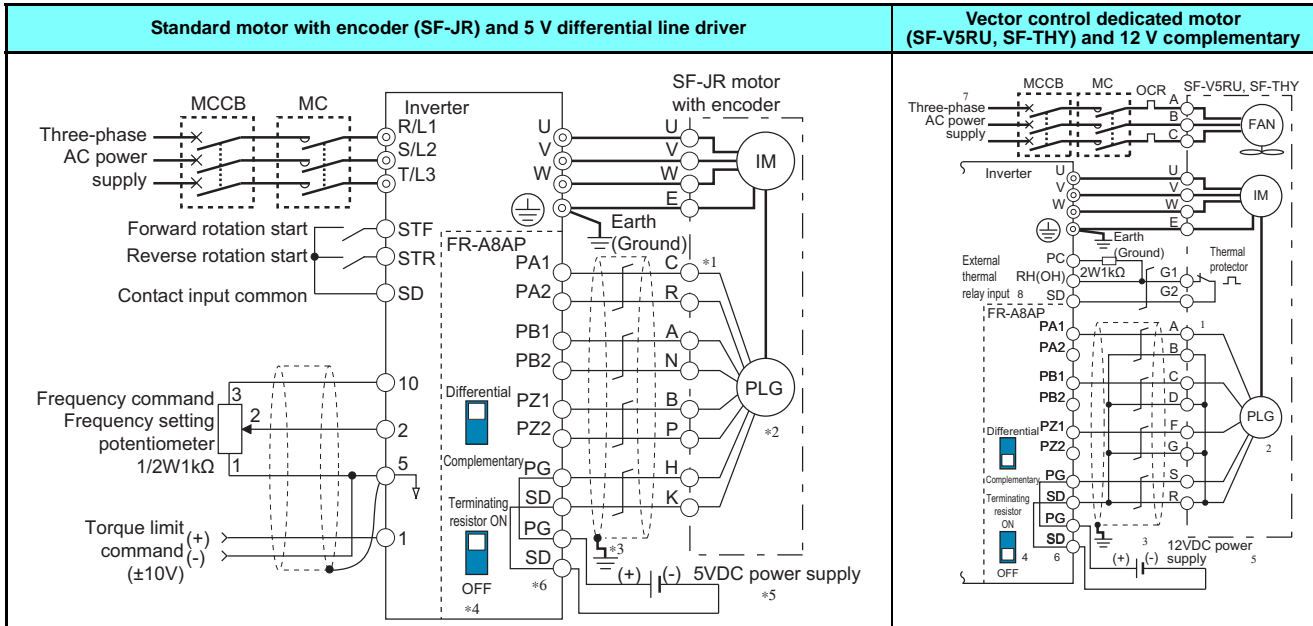 Standard motor with encoder (SF-JR) and 5 V differential line driver
SF-JR motor
with encoder
MCCB
MC
Inverter
Three-phase
AC power
supply
R/L1
S/L2
T/L3
U
V
W
U
V
W
E
IM
Earth
(Ground)
Forward rotation start
Reverse rotation start
Contact input common
STF
STR
SD
FR-A8AP
PA1
PA2
PB1
PB2
PZ1
PZ2
PG
SD
PG
SD
C
R
A
N
B
P
H
K
*1
PLG
*2
Differential
Complementary
Terminating
resistor ON
OFF
*4
*3
*6
(+)
(-)
5VDC power supply
*5
Frequency command
Frequency setting
potentiometer
1/2W1kΩ
3
2
1
10
2
5
1
Torque limit
command
(±10V)
(+)
(-)
Vector control dedicated motor
(SF-V5RU, SF-THY) and 12 V complementary
MCCB
MC
OCR
SF-V5RU, SF-THY
7
Three-phase
AC power
supply
A
B
C
FAN
Inverter
U
V
W
U
V
W
E
IM
Earth
(Ground)
External
thermal
relay input 8
PC
RH(OH)
SD
2W1kΩ
G1
G2
Thermal
protector
FR-A8AP
PA1
PA2
PB1
PB2
PZ1
PZ2
PG
SD
PG
SD
A
B
C
D
F
G
S
R
1
PLG
2
Differential
Complementary
Terminating
resistor
ON
OFF
4
6
3
(+)
(-)
12VDC power
supply
5